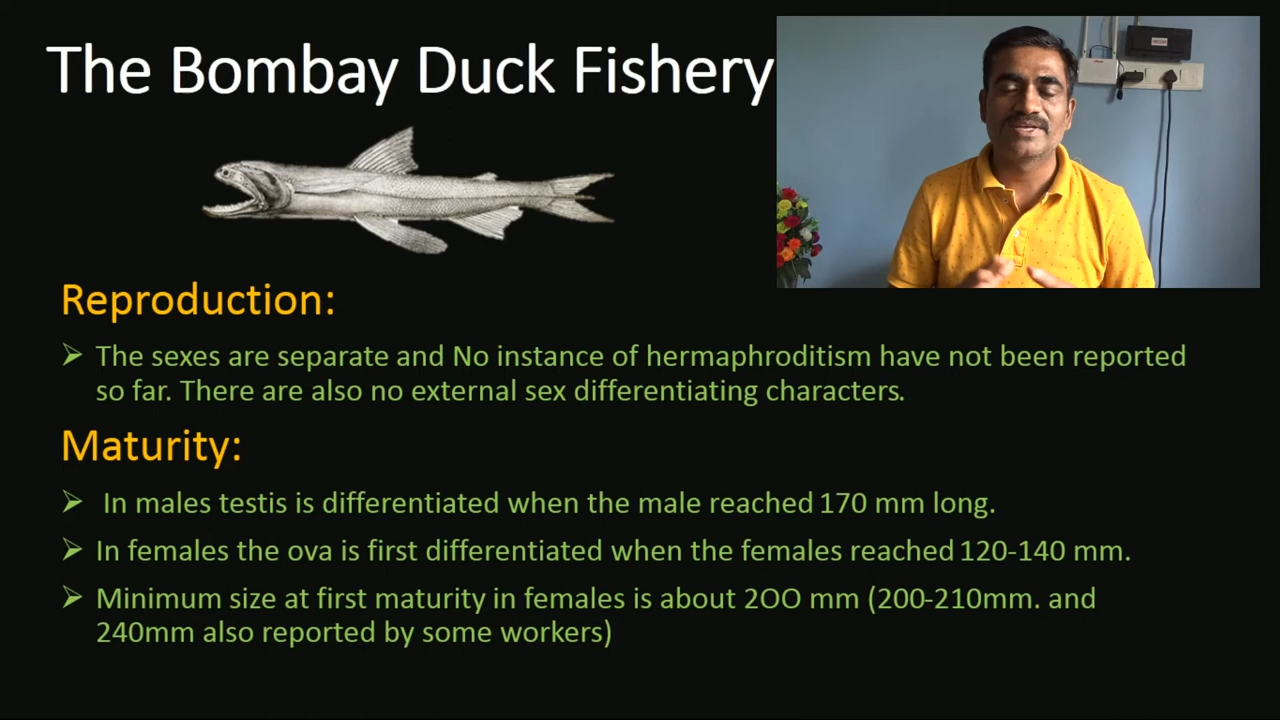 The Bombay Duck Fishery
Reproduction:
➢ The sexes are separate and No instance of hermaphroditism have not been reported
so far. There are also no external sex differentiating characters.
Maturity:
➢ In males testis is differentiated when the male reached 170 mm long.
➢ In females the ova is first differentiated when the females reached 120-140 mm.
➢ Minimum size at first maturity in females is about 2OO mm (200-210mm. and
240mm also reported by some workers)